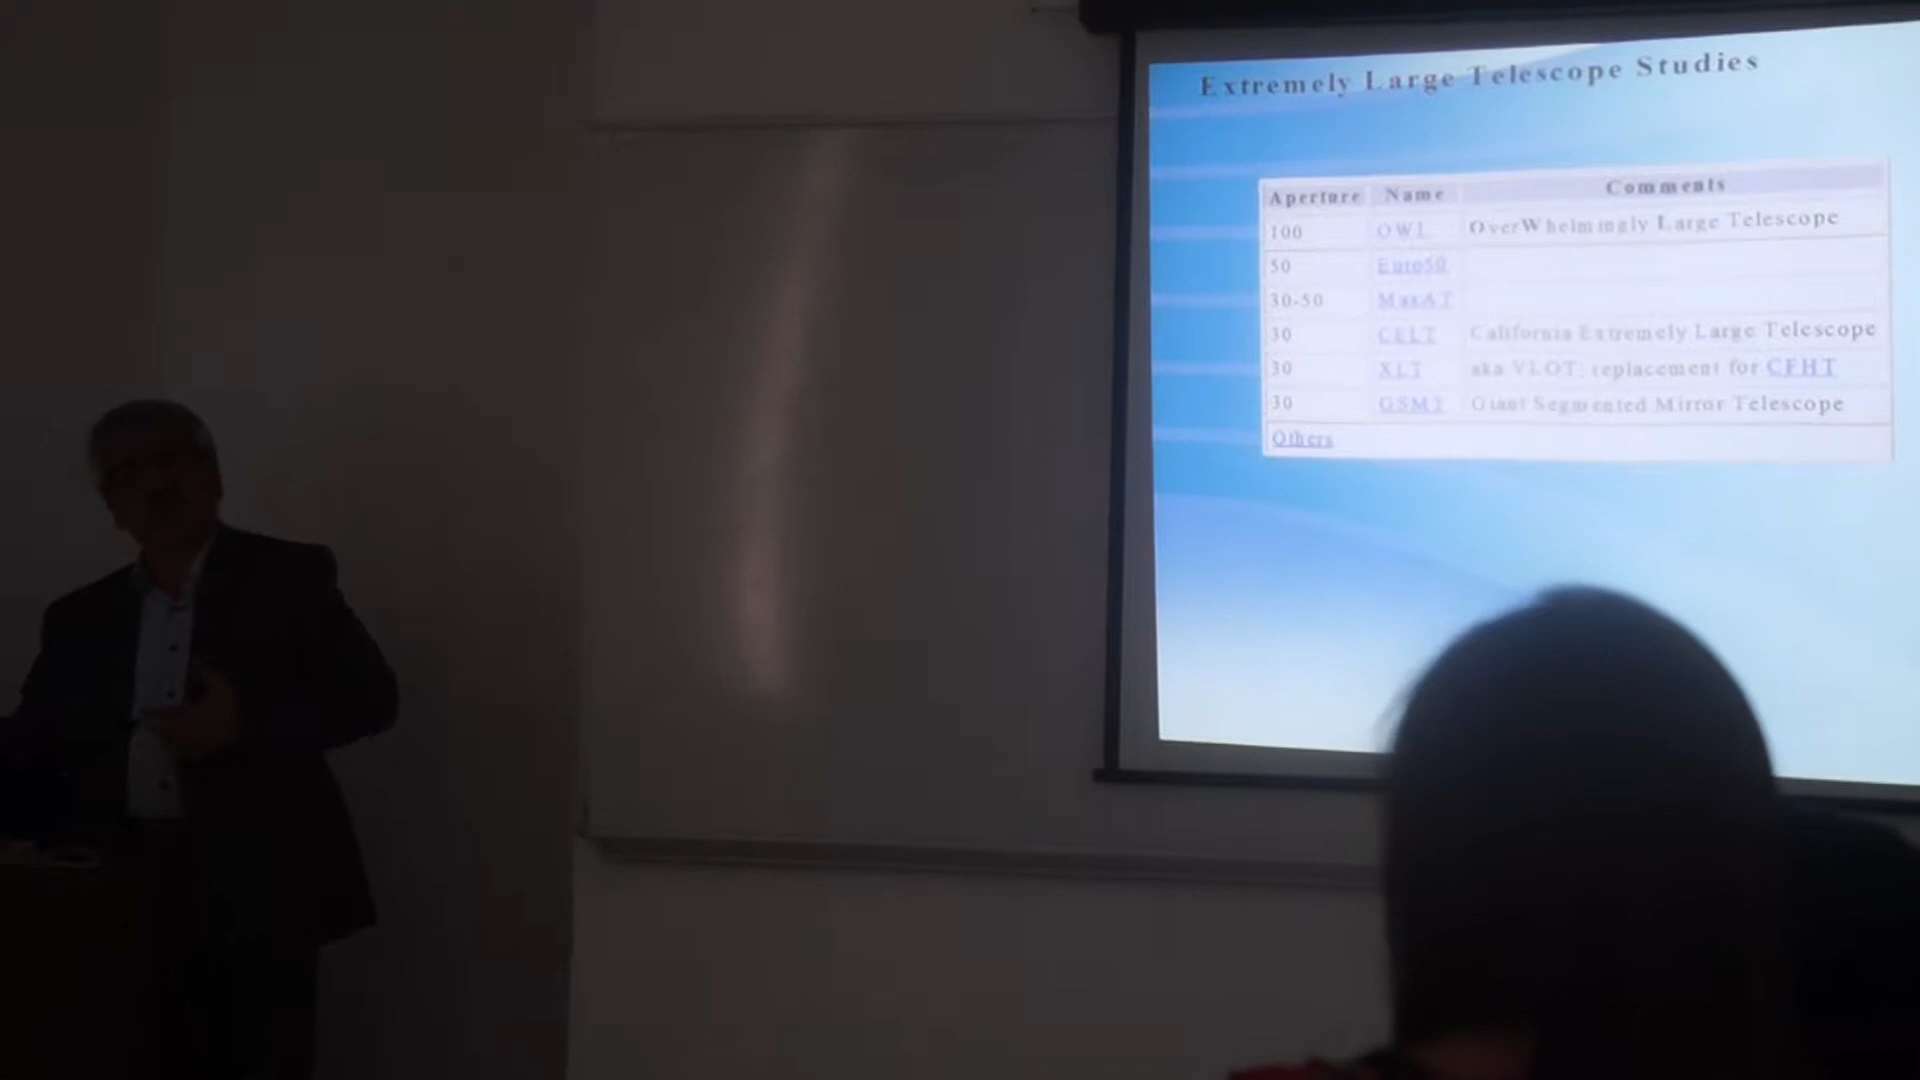 Extremely Large Telescope Studies
Aperture Name Comments
100 OWL OverWhelmingly Large Telescope
50 Euro50
30-50 MaxAT
30 CELT California Extremely Large Telescope
30 XLT aka VLOT, replacement for CFHT
30 GSMT Giant Segmented Mirror Telescope
Others